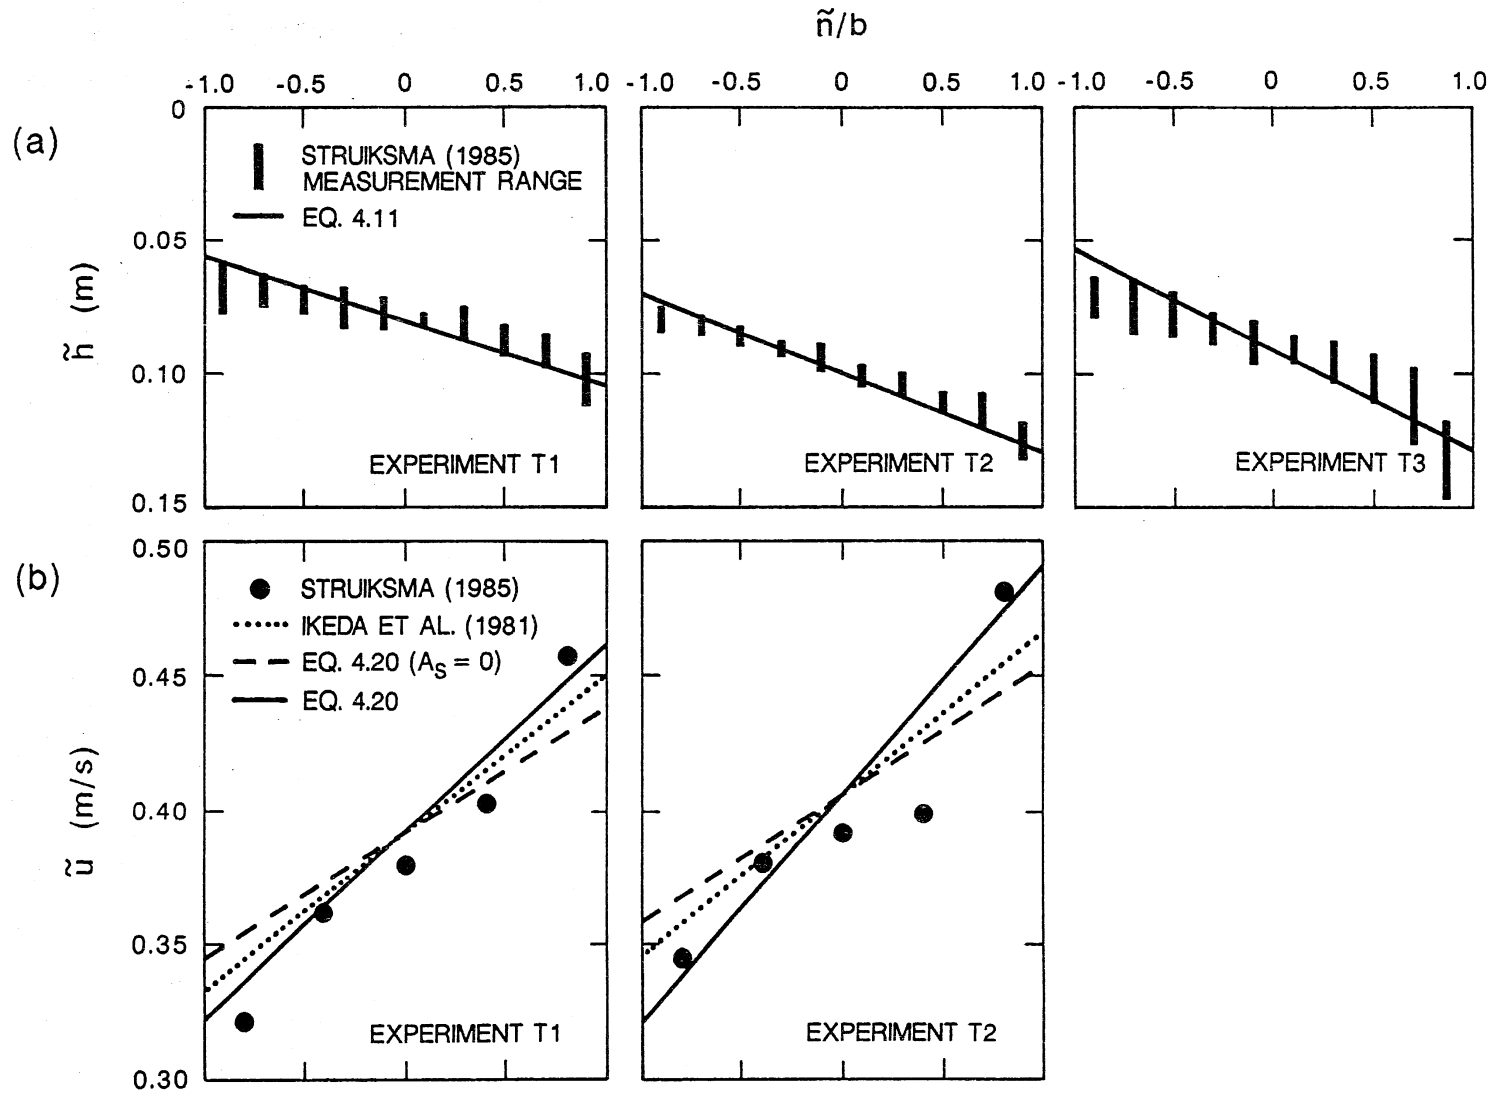 ñ/b
-1.0 -0.5 0 0.5 1.0 -1.0 -0.5 0 0.5 1.0 -1.0 -0.5 0 0.5 1.0
(a)
0
0.05
0.10
0.15
h̃ (m)
STRUIKSMA (1985)
MEASUREMENT RANGE
EQ. 4.11
EXPERIMENT T1
EXPERIMENT T2
EXPERIMENT T3
(b)
0.50
0.45
0.40
0.35
0.30
ũ (m/s)
STRUIKSMA (1985)
IKEDA ET AL. (1981)
EQ. 4.20 (A_S = 0)
EQ. 4.20
EXPERIMENT T1
EXPERIMENT T2